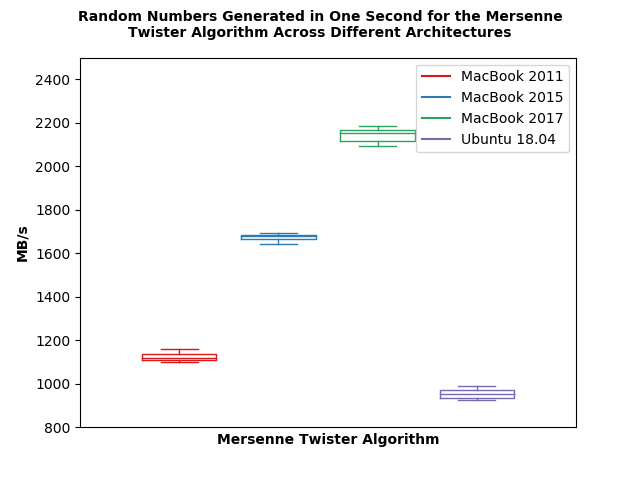 Random Numbers Generated in One Second for the Mersenne
Twister Algorithm Across Different Architectures
MacBook 2011
MacBook 2015
MacBook 2017
Ubuntu 18.04
2400
2200
2000
1800
1600
1400
1200
1000
800
MB/s
Mersenne Twister Algorithm